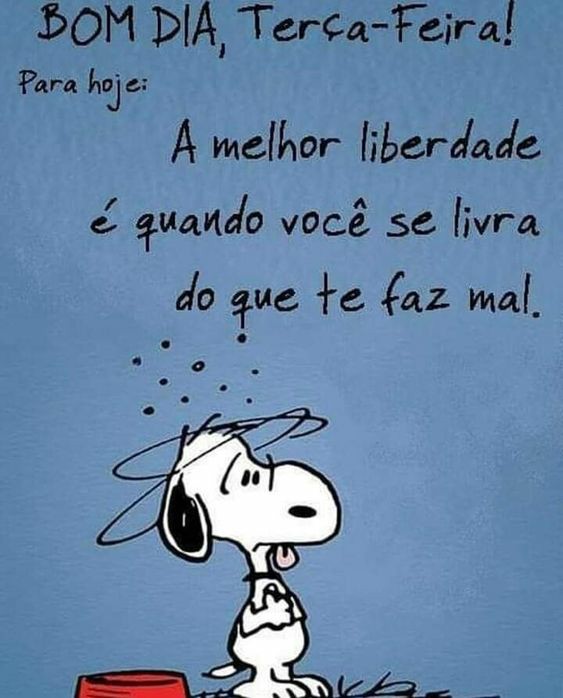 BOM DIA, Terça-Feira!
Para hoje:
A melhor liberdade
é quando você se livra
do que te faz mal.